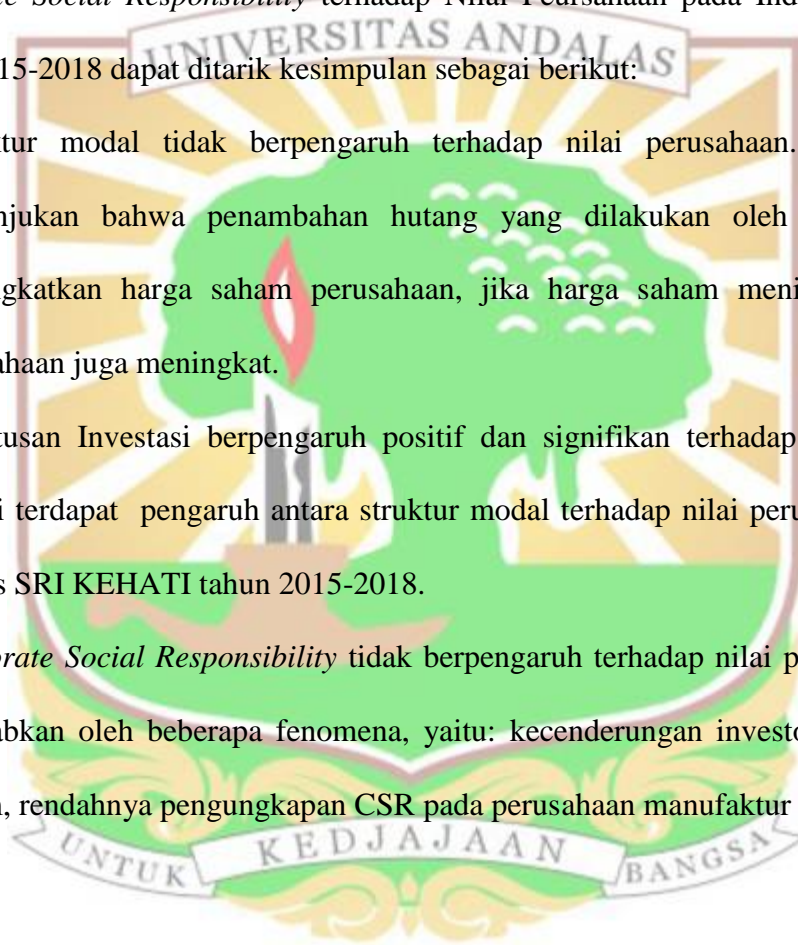 Social Responsibility terhadap Nilai Peursahaan pada Ind
UNIVERSITAS ANDALAS
15-2018 dapat ditarik kesimpulan sebagai berikut:
tur modal tidak berpengaruh terhadap nilai perusahaan.
njukan bahwa penambahan hutang yang dilakukan oleh
ngkatkan harga saham perusahaan, jika harga saham meni
ahaan juga meningkat.
tusan Investasi berpengaruh positif dan signifikan terhadap
i terdapat pengaruh antara struktur modal terhadap nilai peru
s SRI KEHATI tahun 2015-2018.
orate Social Responsibility tidak berpengaruh terhadap nilai p
abkan oleh beberapa fenomena, yaitu: kecenderungan investo
n, rendahnya pengungkapan CSR pada perusahaan manufaktur
UNTUK KEDJAJAAN BANGSA